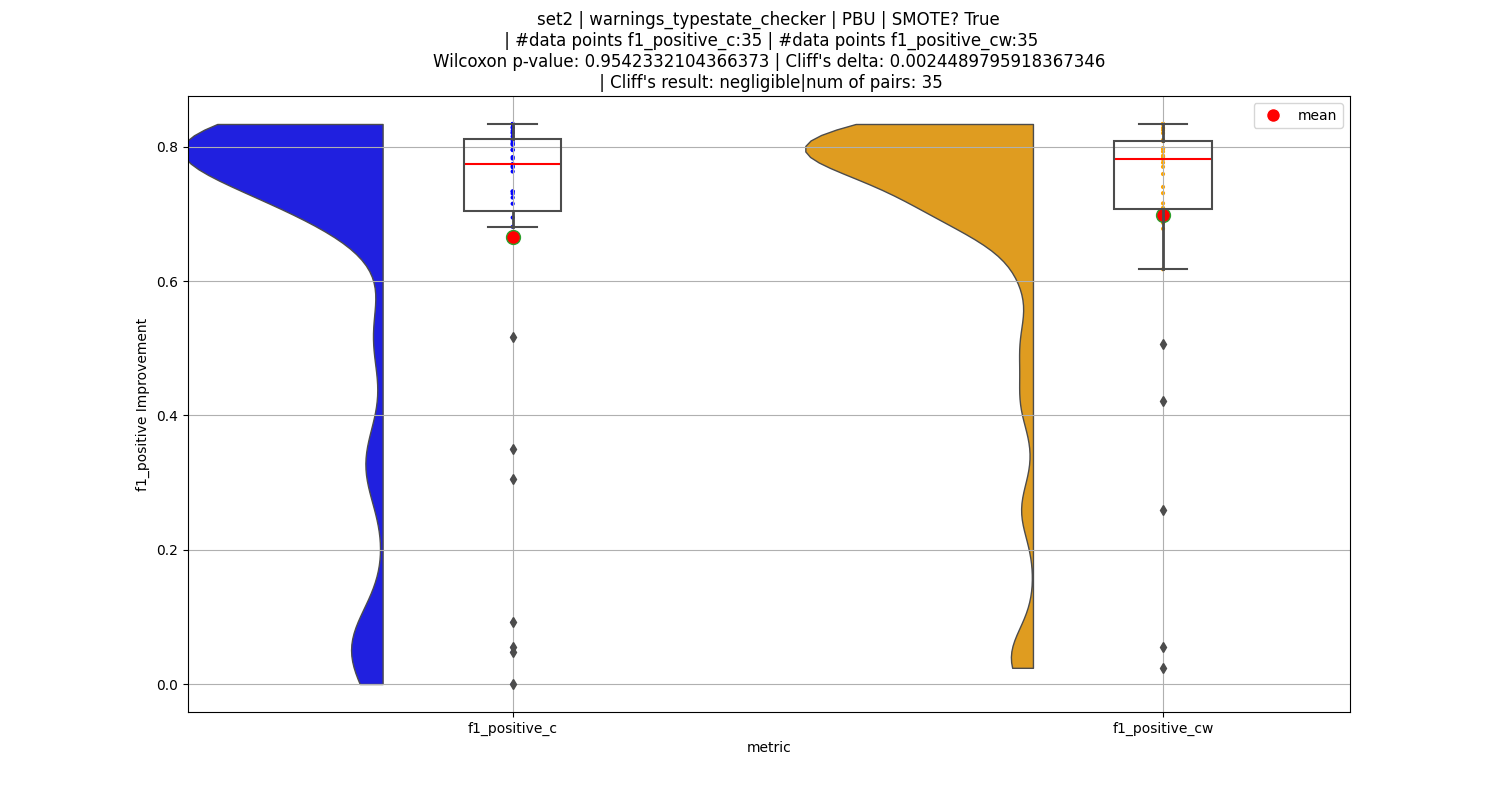 set2 | warnings_typestate_checker | PBU | SMOTE? True
| #data points f1_positive_c:35 | #data points f1_positive_cw:35
Wilcoxon p-value: 0.9542332104366373 | Cliff's delta: 0.0024489795918367346
| Cliff's result: negligible|num of pairs: 35
mean
0.8
0.6
0.4
0.2
0.0
f1_positive Improvement
f1_positive_c
f1_positive_cw
metric